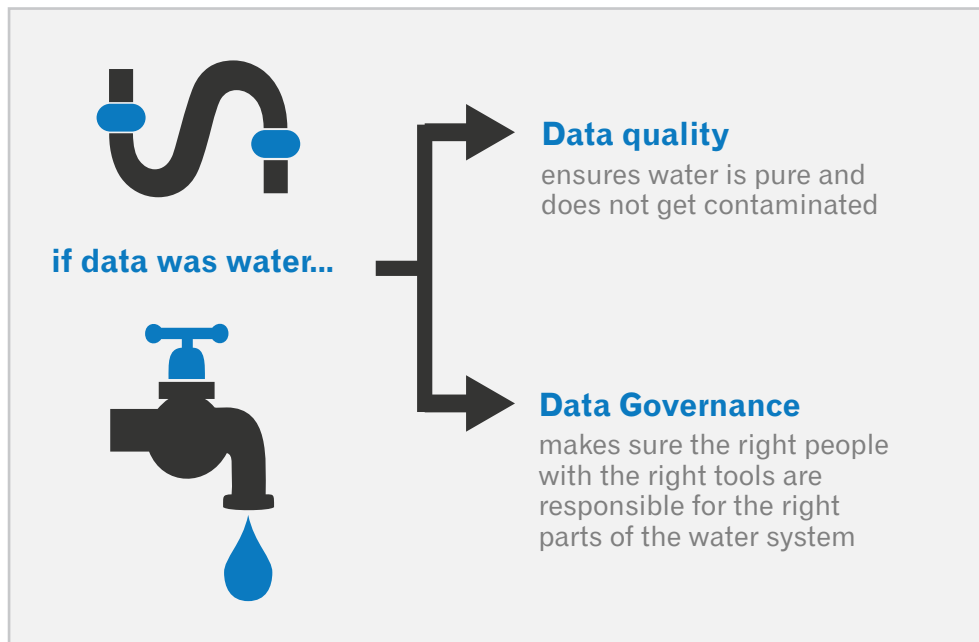 if data was water...
Data quality
ensures water is pure and
does not get contaminated
Data Governance
makes sure the right people
with the right tools are
responsible for the right
parts of the water system